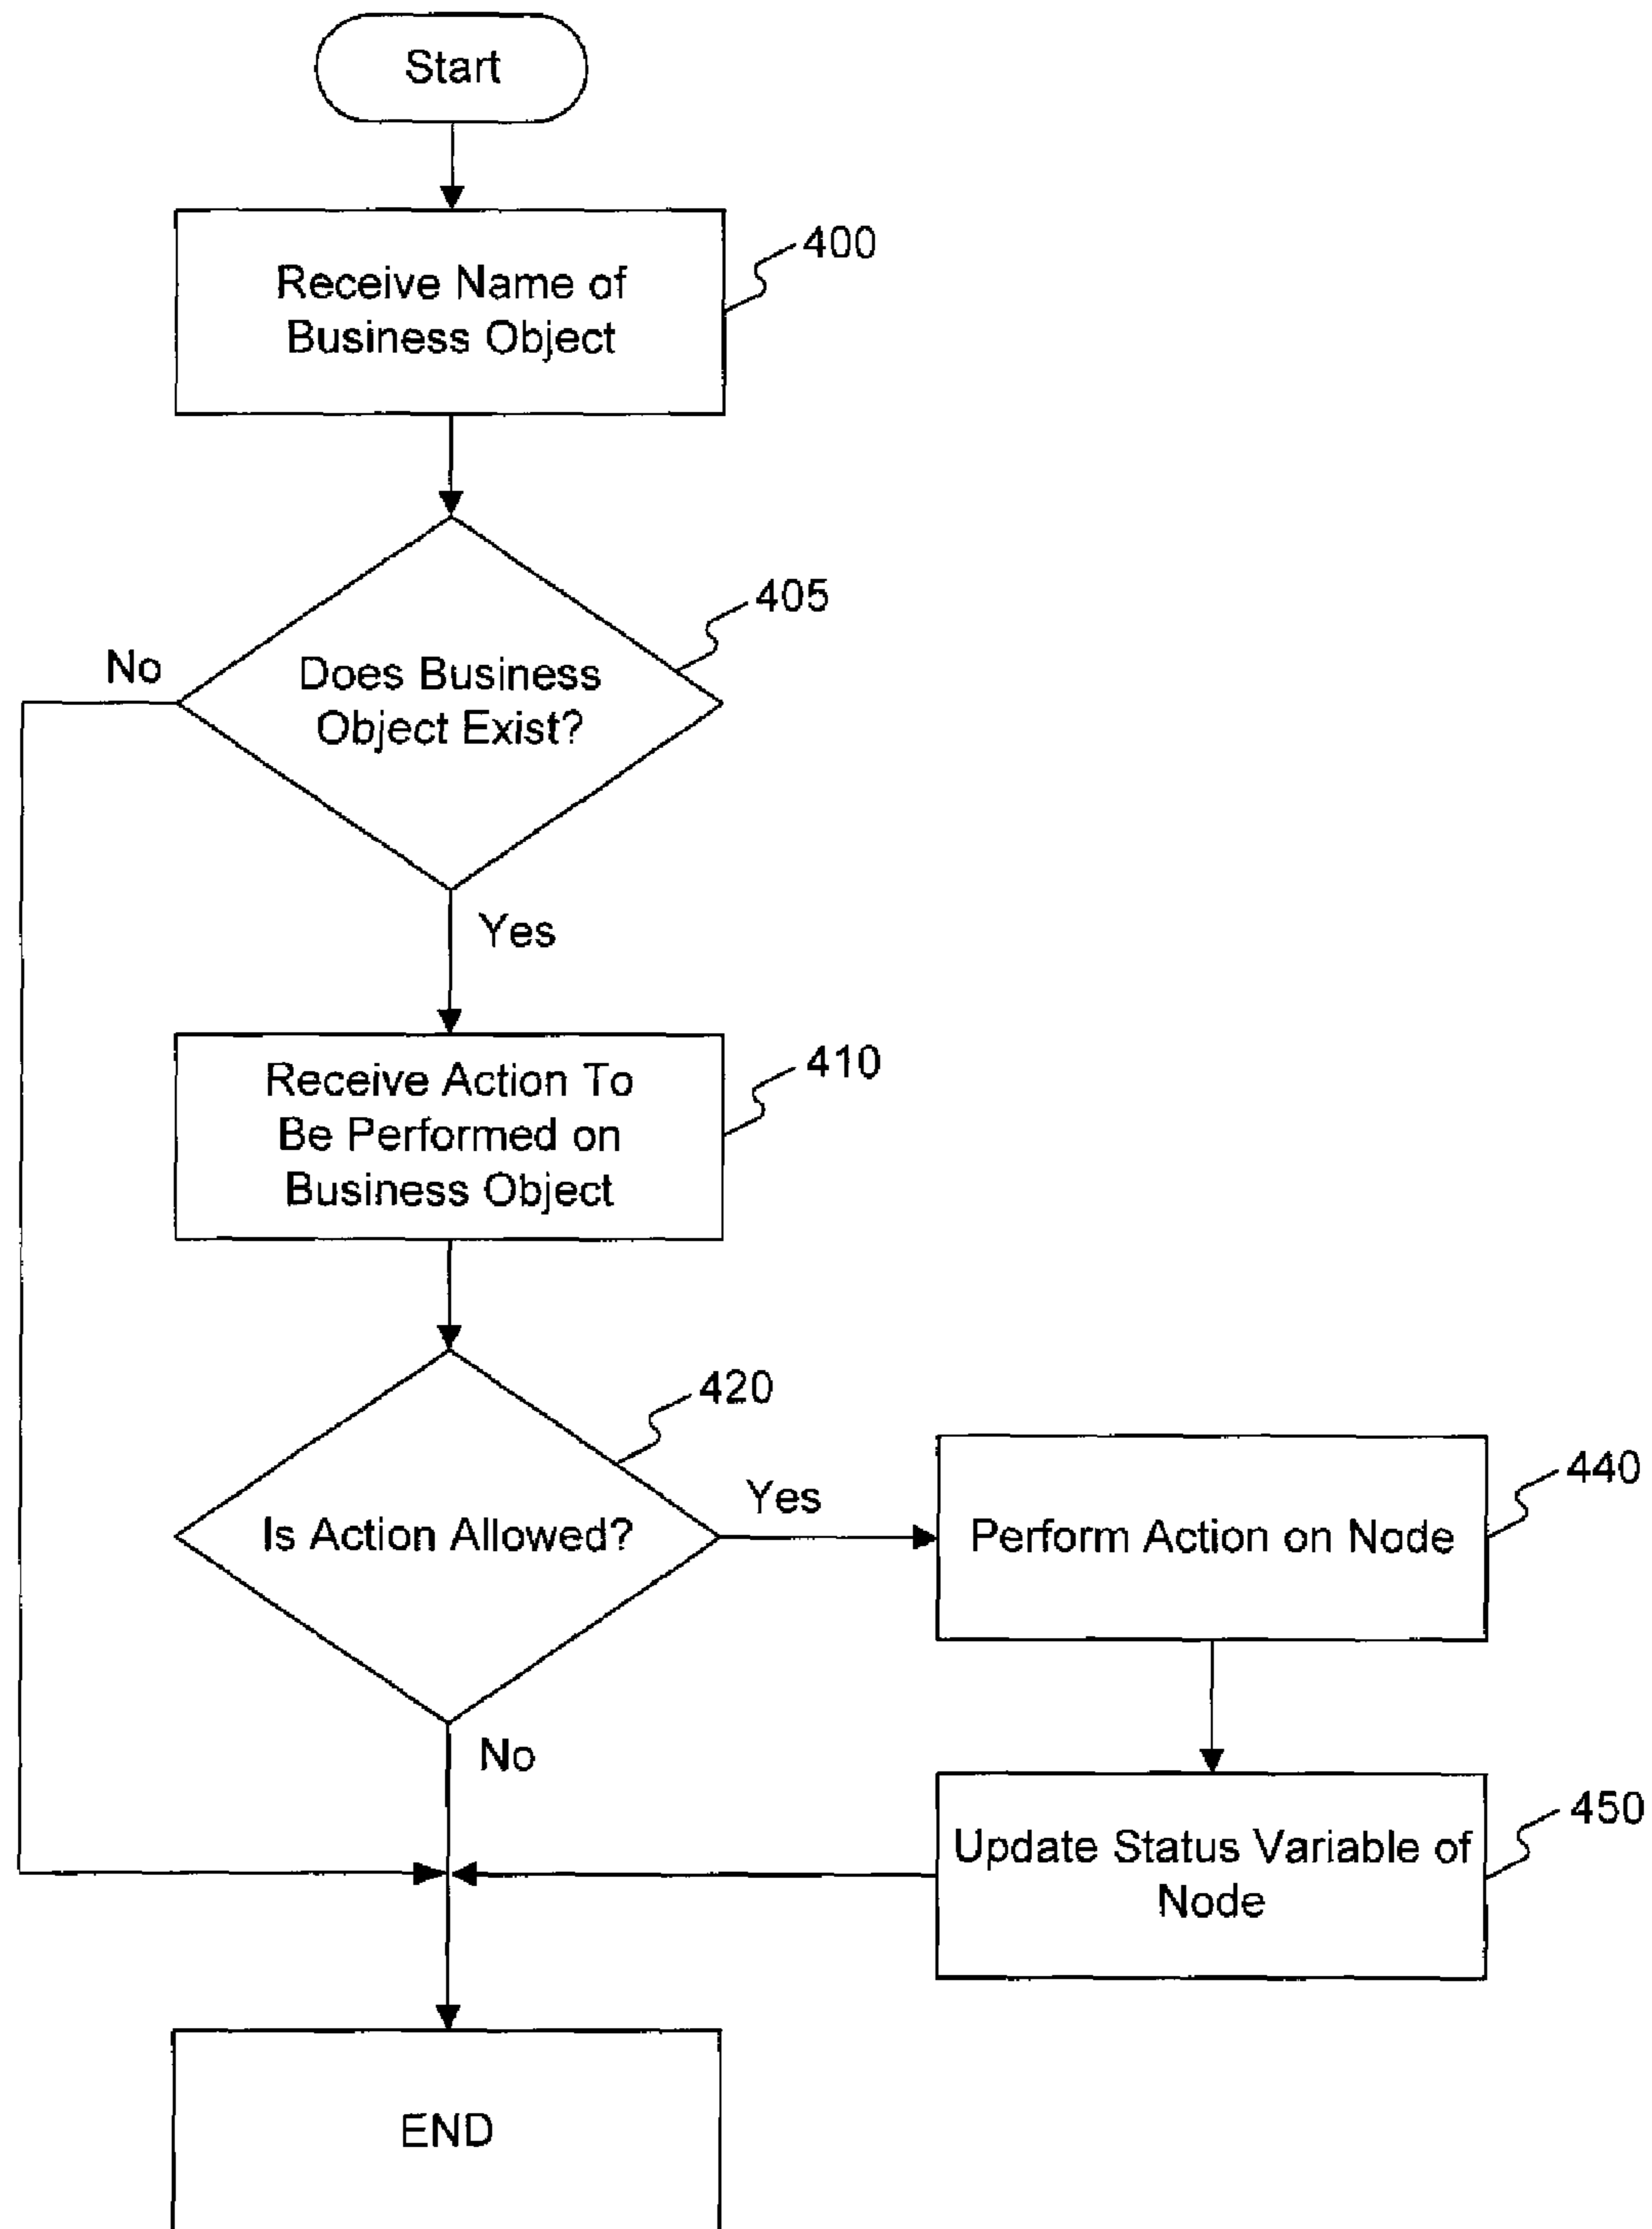 Start
Receive Name of
Business Object
400
Does Business
Object Exist?
405
No
Yes
Receive Action To
Be Performed on
Business Object
410
Is Action Allowed?
420
Yes
No
Perform Action on Node
440
Update Status Variable of
Node
450
END